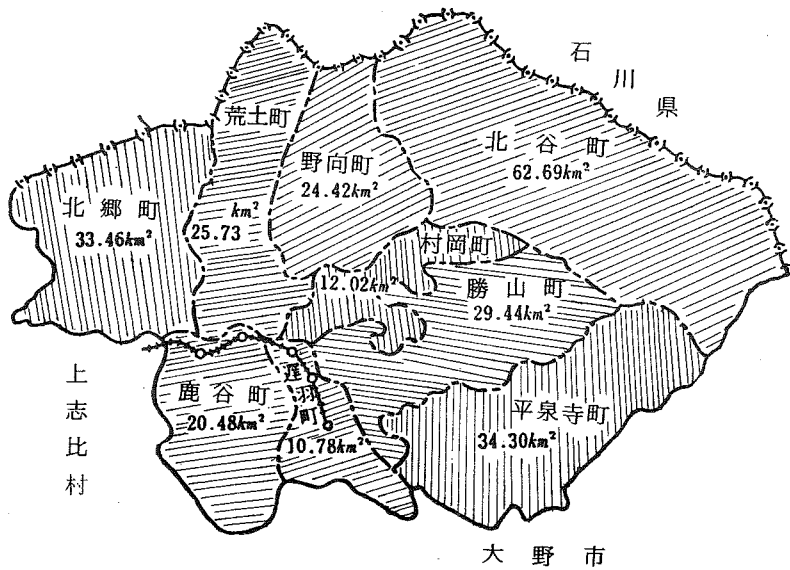 石川県
荒土町
km²
25.73
野向町
24.42km²
北谷町
62.69km²
北郷町
33.46km²
村岡町
12.02km²
勝山町
29.44km²
鹿谷町
20.48km²
遅羽町
10.78km²
平泉寺町
34.30km²
上志比村
大野市